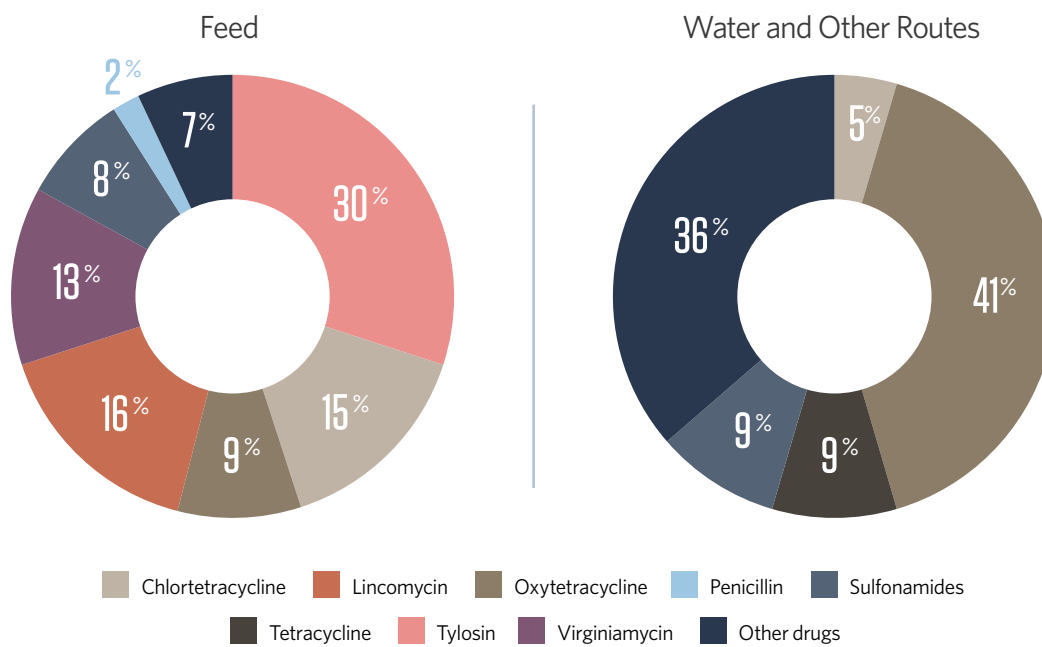 Feed
2%
7%
30%
8%
13%
16%
9%
15%
Water and Other Routes
5%
36%
41%
9%
9%
Chlortetracycline
Lincomycin
Oxytetracycline
Penicillin
Sulfonamides
Tetracycline
Tylosin
Virginiamycin
Other drugs